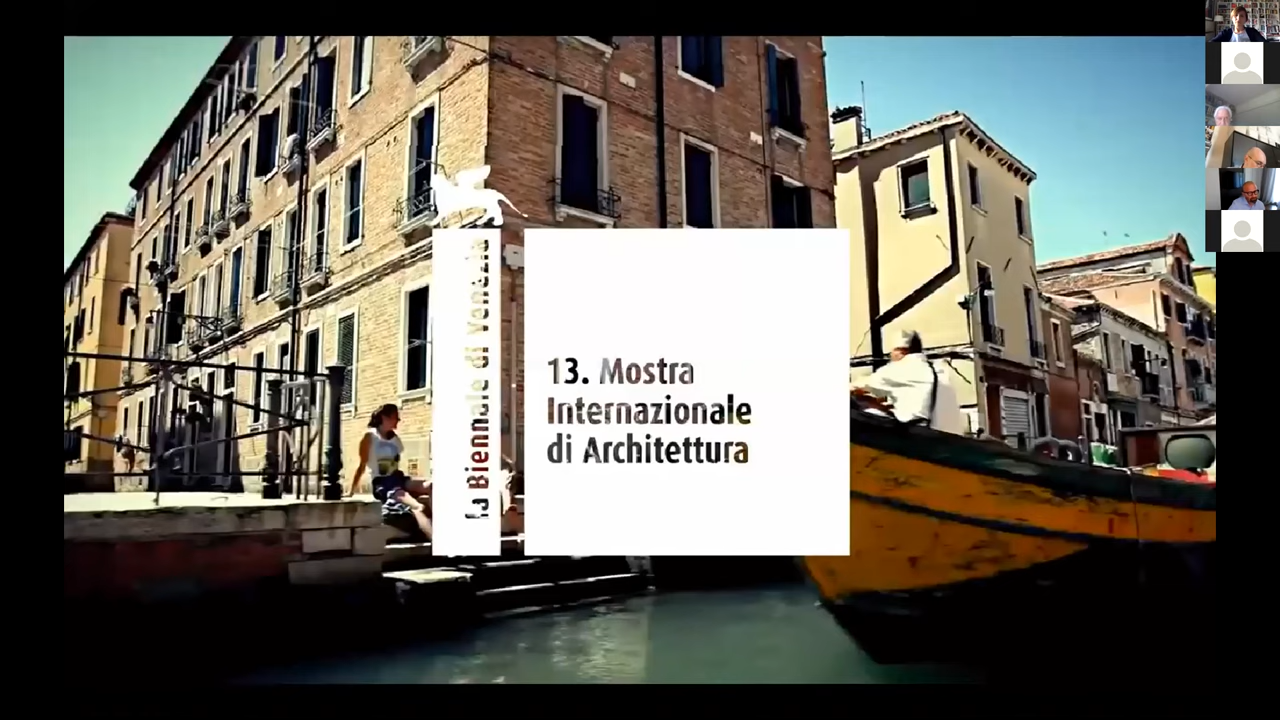 la Biennale di Venezia
13. Mostra
Internazionale
di Architettura